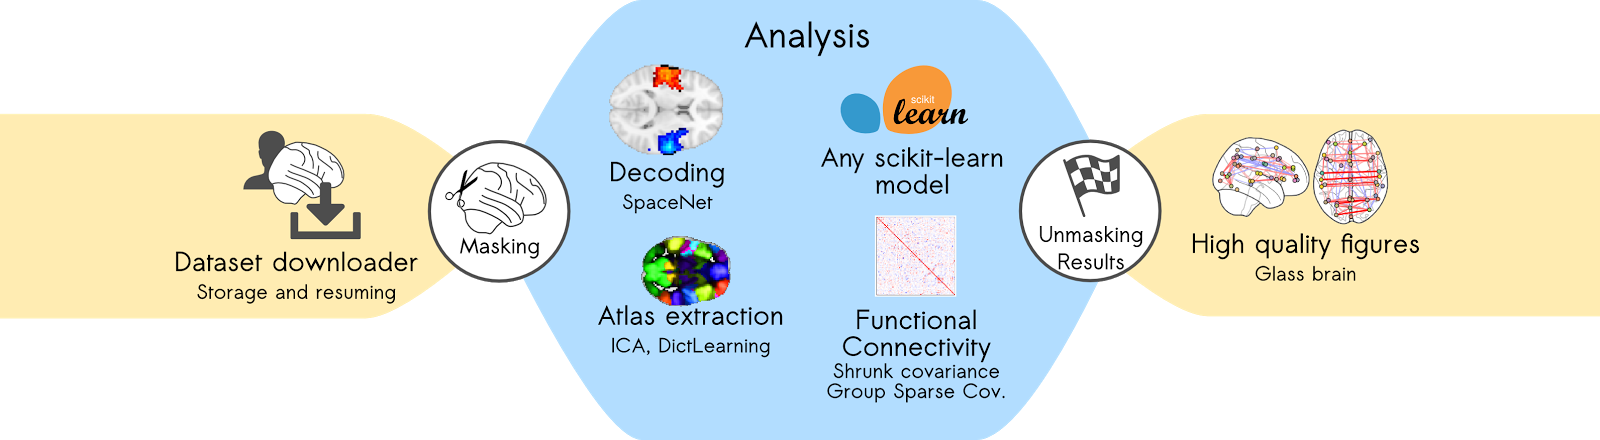 Analysis
Dataset downloader
Storage and resuming
Masking
Decoding
SpaceNet
Atlas extraction
ICA, DictLearning
scikit
learn
Any scikit-learn
model
Functional
Connectivity
Shrunk covariance
Group Sparse Cov.
Unmasking
Results
High quality figures
Glass brain